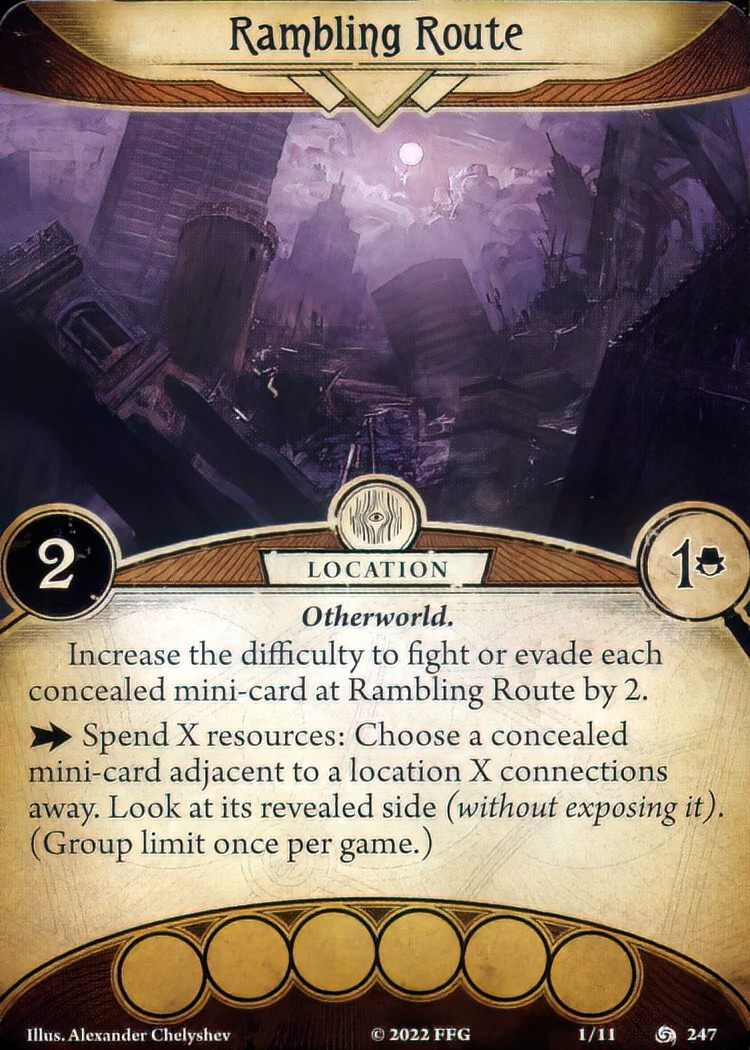 Rambling Route
2
LOCATION
1
Otherworld.
Increase the difficulty to fight or evade each
concealed mini-card at Rambling Route by 2.
Spend X resources: Choose a concealed
mini-card adjacent to a location X connections
away. Look at its revealed side (without exposing it).
(Group limit once per game.)
Illus. Alexander Chelyshev © 2022 FFG 1/11 247